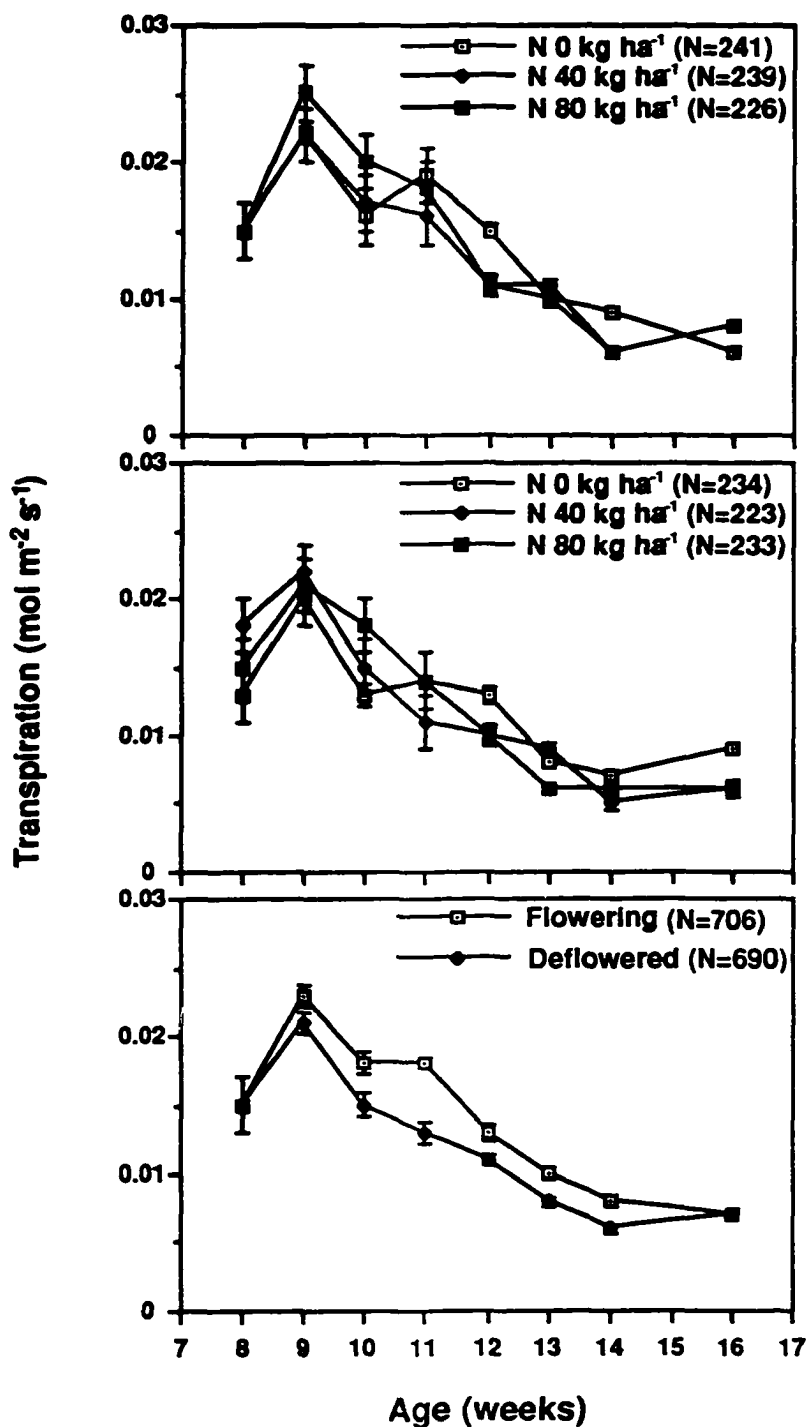 0.03
N 0 kg ha⁻¹ (N=241)
N 40 kg ha⁻¹ (N=239)
N 80 kg ha⁻¹ (N=226)
0.02
0.01
0
0.03
N 0 kg ha⁻¹ (N=234)
N 40 kg ha⁻¹ (N=223)
N 80 kg ha⁻¹ (N=233)
0.02
0.01
0
Transpiration (mol m⁻² s⁻¹)
0.03
Flowering (N=706)
Deflowered (N=690)
0.02
0.01
0
7 8 9 10 11 12 13 14 15 16 17
Age (weeks)